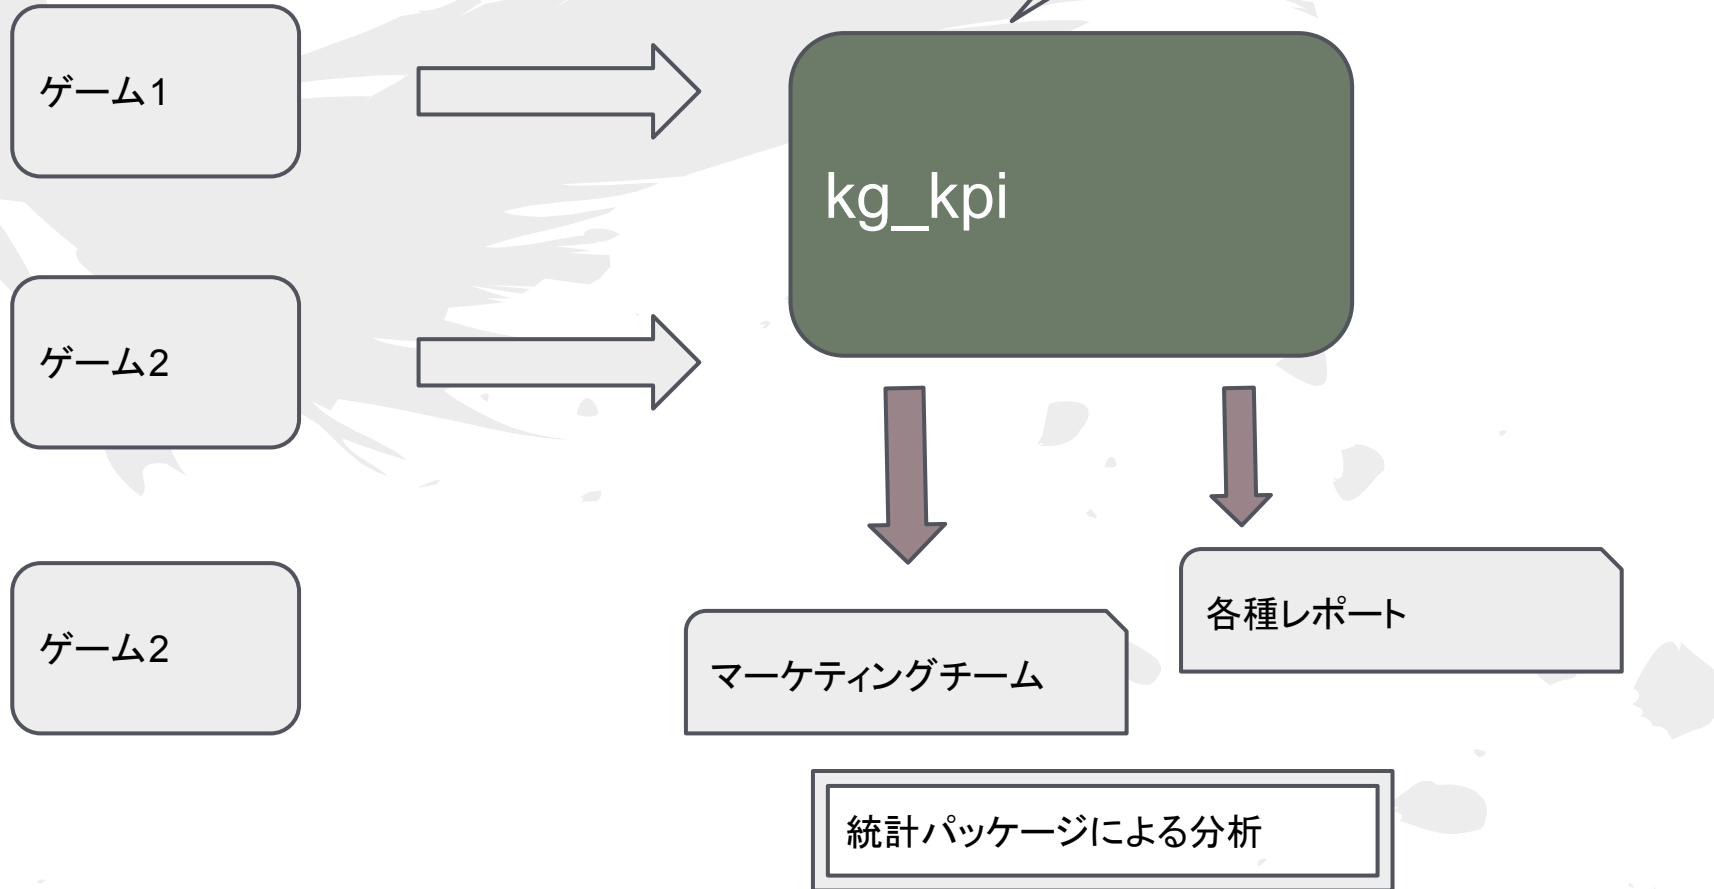 ゲーム1
kg_kpi
ゲーム2
ゲーム2
各種レポート
マーケティングチーム
統計パッケージによる分析